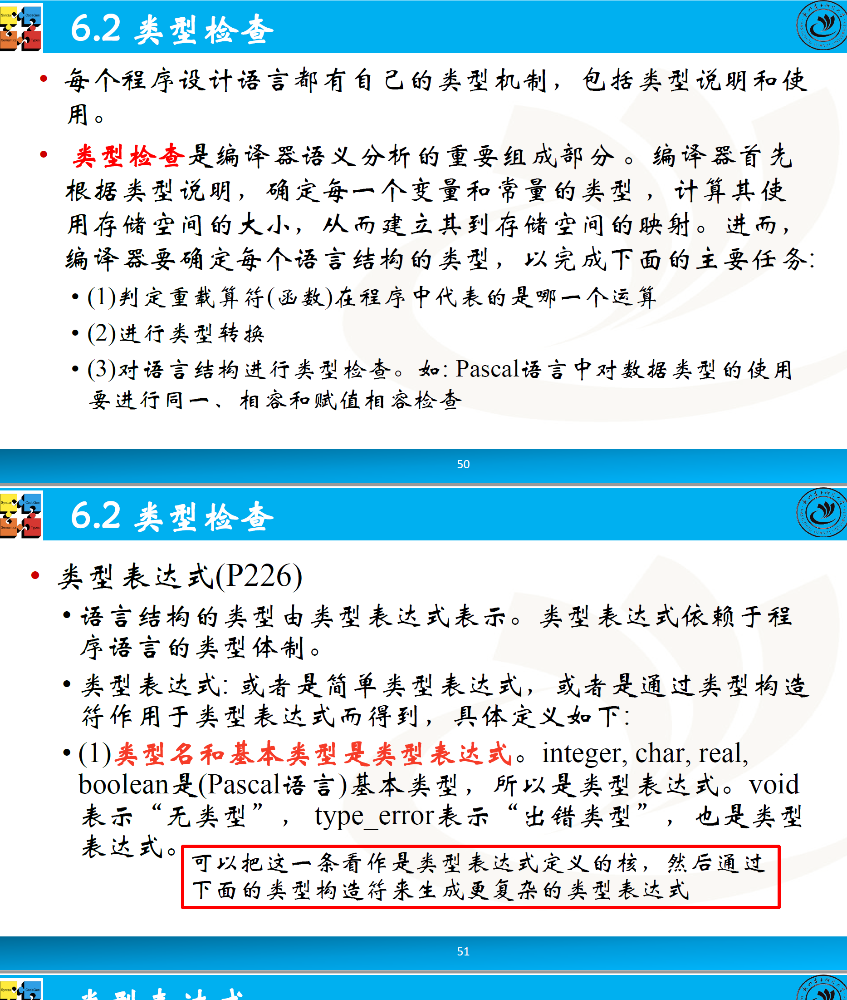 Syntax
CodeGen
Semantics
Types
6.2 类型检查
• 每个程序设计语言都有自己的类型机制，包括类型说明和使
用。
• 类型检查是编译器语义分析的重要组成部分。编译器首先
根据类型说明，确定每一个变量和常量的类型，计算其使
用存储空间的大小，从而建立其到存储空间的映射。进而，
编译器要确定每个语言结构的类型，以完成下面的主要任务:
• (1)判定重载算符(函数)在程序中代表的是哪一个运算
• (2)进行类型转换
• (3)对语言结构进行类型检查。如: Pascal语言中对数据类型的使用
要进行同一、相容和赋值相容检查
50
Syntax
CodeGen
Semantics
Types
6.2 类型检查
• 类型表达式(P226)
• 语言结构的类型由类型表达式表示。类型表达式依赖于程
序语言的类型体制。
• 类型表达式: 或者是简单类型表达式，或者是通过类型构造
符作用于类型表达式而得到，具体定义如下:
• (1)类型名和基本类型是类型表达式。integer, char, real,
boolean是(Pascal语言)基本类型，所以是类型表达式。void
表示“无类型”，type_error表示“出错类型”，也是类型
表达式。
可以把这一条看作是类型表达式定义的核，然后通过
下面的类型构造符来生成更复杂的类型表达式
51
Syntax
CodeGen
类型表达式